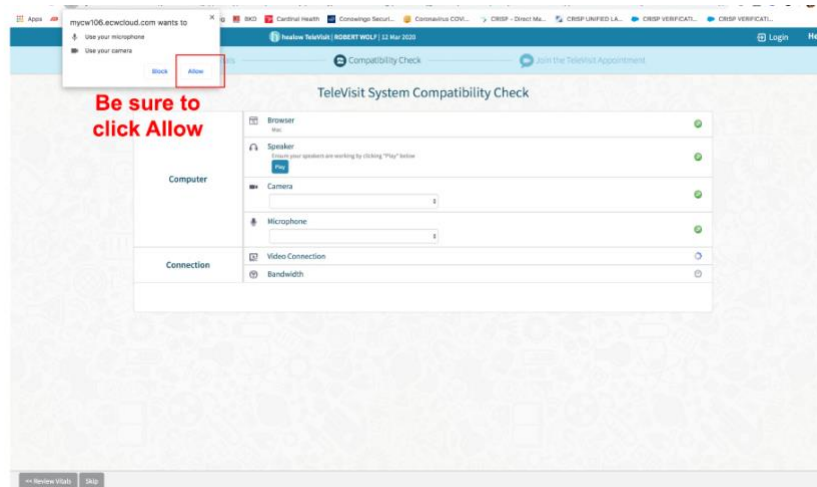 Apps
RXO
Cardinal Health
Conowingo Securi...
Coronavirus COVI...
CRISP - Direct Ma...
CRISP UNIFIED LA...
CRISP VERIFICATI...
CRISP VERIFICATI...
mycw106.ecwcloud.com wants to
Use your microphone
Use your camera
Block
Allow
healow TeleVisit | ROBERT WOLF | 12 Mar 2020
Login
He
Compatibility Check
Join the TeleVisit Appointment
Be sure to
click Allow
TeleVisit System Compatibility Check
Computer
Browser
Mac
Speaker
Ensure your speakers are working by clicking "Play" below
Play
Camera
Microphone
Connection
Video Connection
Bandwidth
<< Review Vitals
Skip